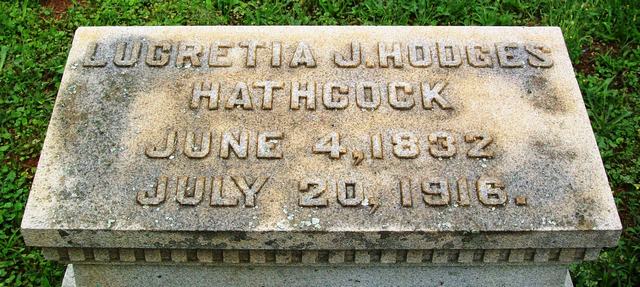 LUCRETIA J. HODGES
HATHCOCK
JUNE 4, 1832
JULY 20, 1916.